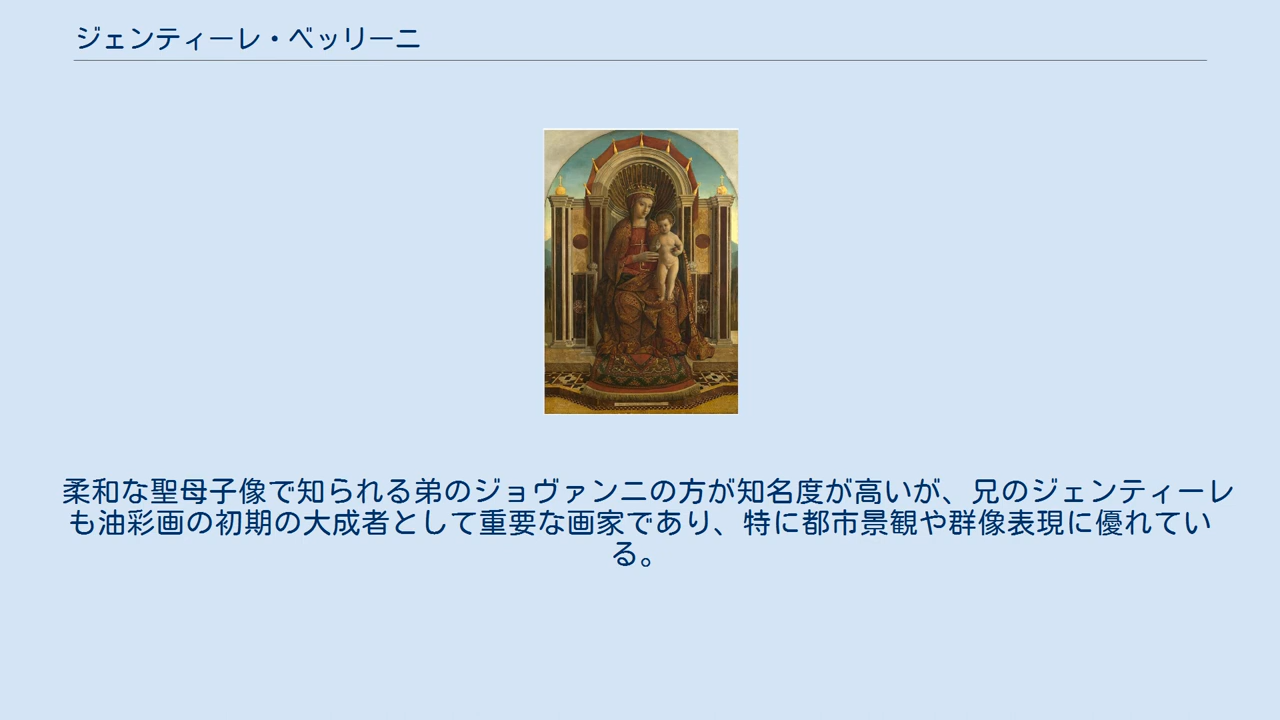 ジェンティーレ・ベッリーニ
柔和な聖母子像で知られる弟のジョヴァンニの方が知名度が高いが、兄のジェンティーレ
も油彩画の初期の大成者として重要な画家であり、特に都市景観や群像表現に優れてい
る。